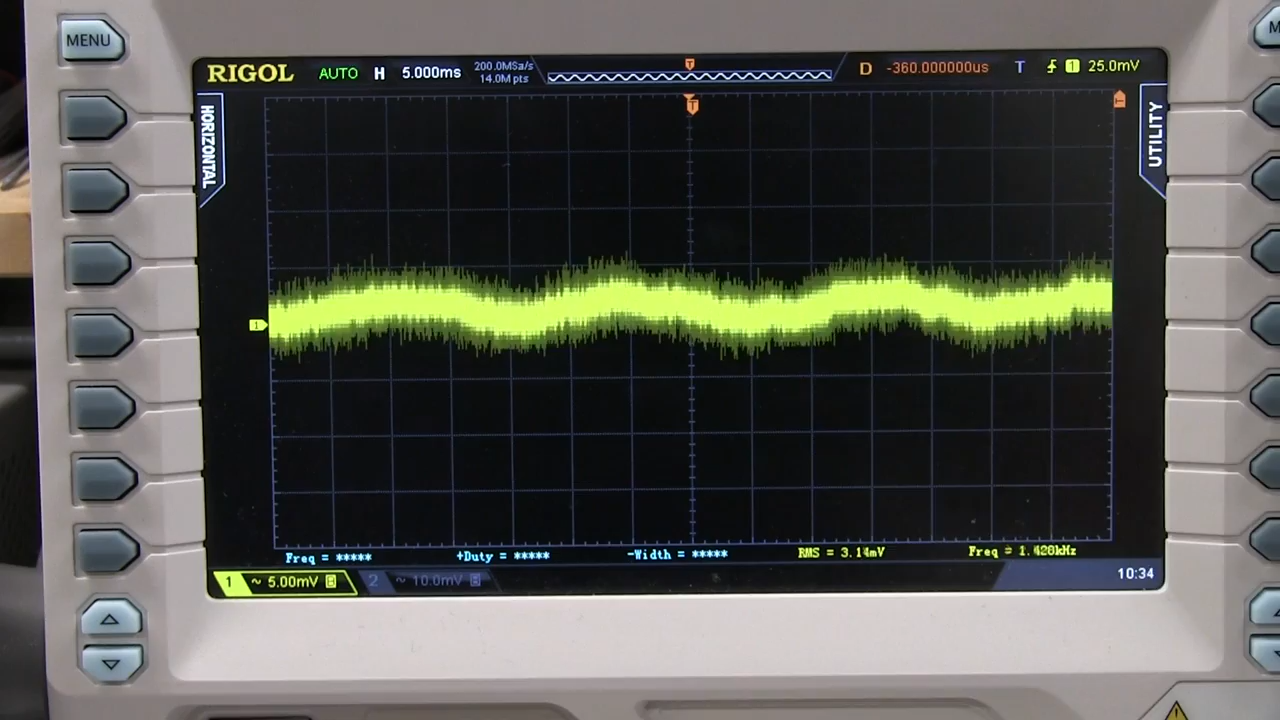 MENU
RIGOL AUTO H 5.000ms 200.0MSa/s 14.0M pts D -360.000000us T 1 25.0mV
T
T
HORIZONTAL
UTILITY
1
Freq = ***** +Duty = ***** -Width = ***** RMS = 3.14mV Freq = 1.420kHz
1 ~ 5.00mV B 2 ~ 10.0mV B
10:34